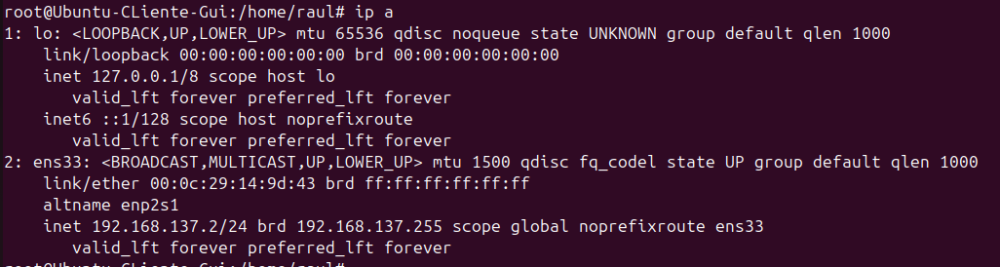 root@Ubuntu-CLiente-Gui:/home/raul# ip a
1: lo: <LOOPBACK,UP,LOWER_UP> mtu 65536 qdisc noqueue state UNKNOWN group default qlen 1000
    link/loopback 00:00:00:00:00:00 brd 00:00:00:00:00:00
    inet 127.0.0.1/8 scope host lo
       valid_lft forever preferred_lft forever
    inet6 ::1/128 scope host noprefixroute
       valid_lft forever preferred_lft forever
2: ens33: <BROADCAST,MULTICAST,UP,LOWER_UP> mtu 1500 qdisc fq_codel state UP group default qlen 1000
    link/ether 00:0c:29:14:9d:43 brd ff:ff:ff:ff:ff:ff
    altname enp2s1
    inet 192.168.137.2/24 brd 192.168.137.255 scope global noprefixroute ens33
       valid_lft forever preferred_lft forever
root@Ubuntu-CLiente-Gui:/home/raul#